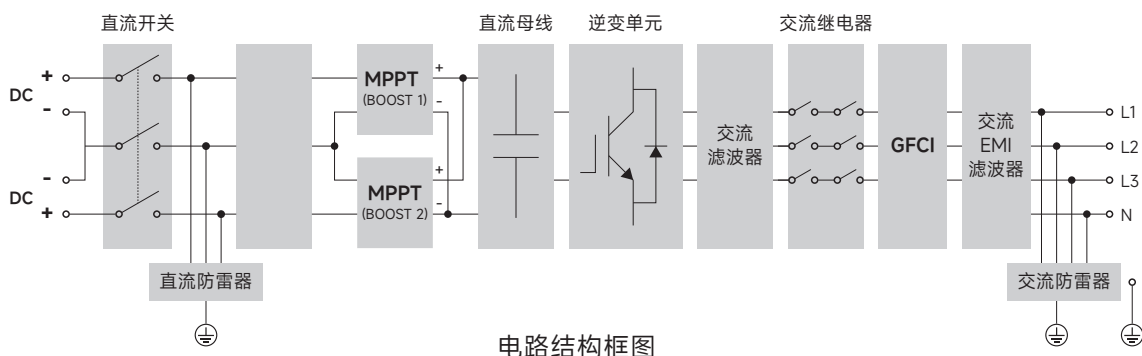 直流开关
直流母线
逆变单元
交流继电器
DC
+
-
-
DC
+
MPPT
(BOOST 1)
+
-
MPPT
(BOOST 2)
+
-
交流
滤波器
GFCI
交流
EMI
滤波器
L1
L2
L3
N
直流防雷器
交流防雷器
电路结构框图